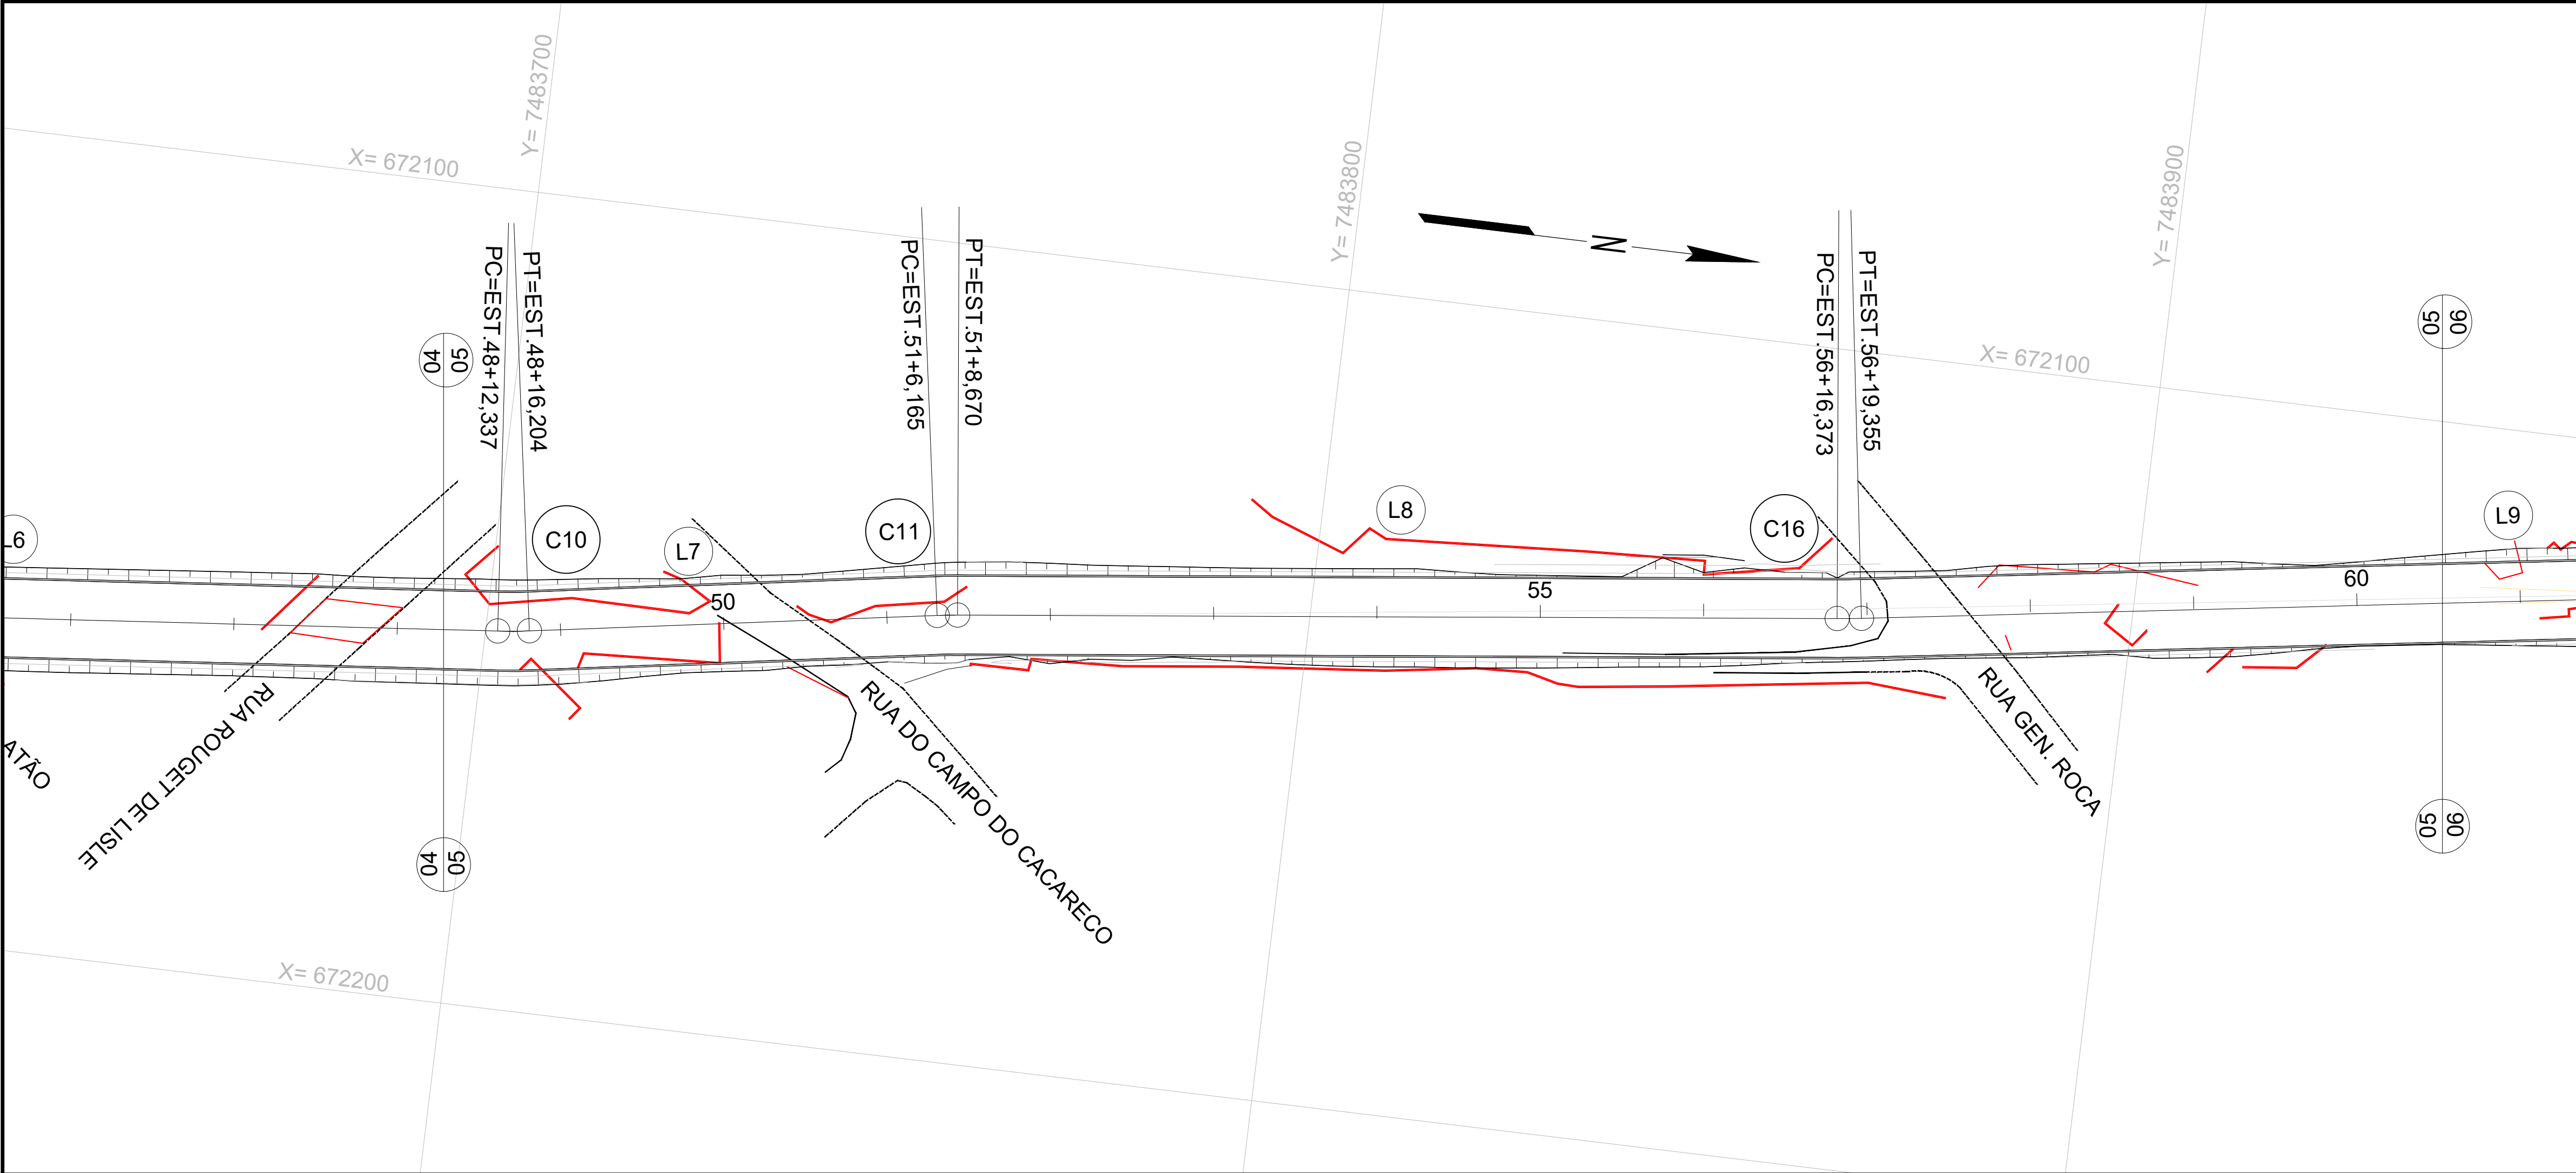 Y= 7483700
X= 672100
Y= 7483800
Y= 7483900
N
X= 672100
PC=EST.48+12,337
PT=EST.48+16,204
PC=EST.51+6,165
PT=EST.51+8,670
PC=EST.56+16,373
PT=EST.56+19,355
04
05
05
06
L6
C10
L7
C11
L8
C16
L9
50
55
60
ATÃO
RUA ROUGET DE LISLE
RUA DO CAMPO DO CACARECO
RUA GEN. ROCA
04
05
05
06
X= 672200